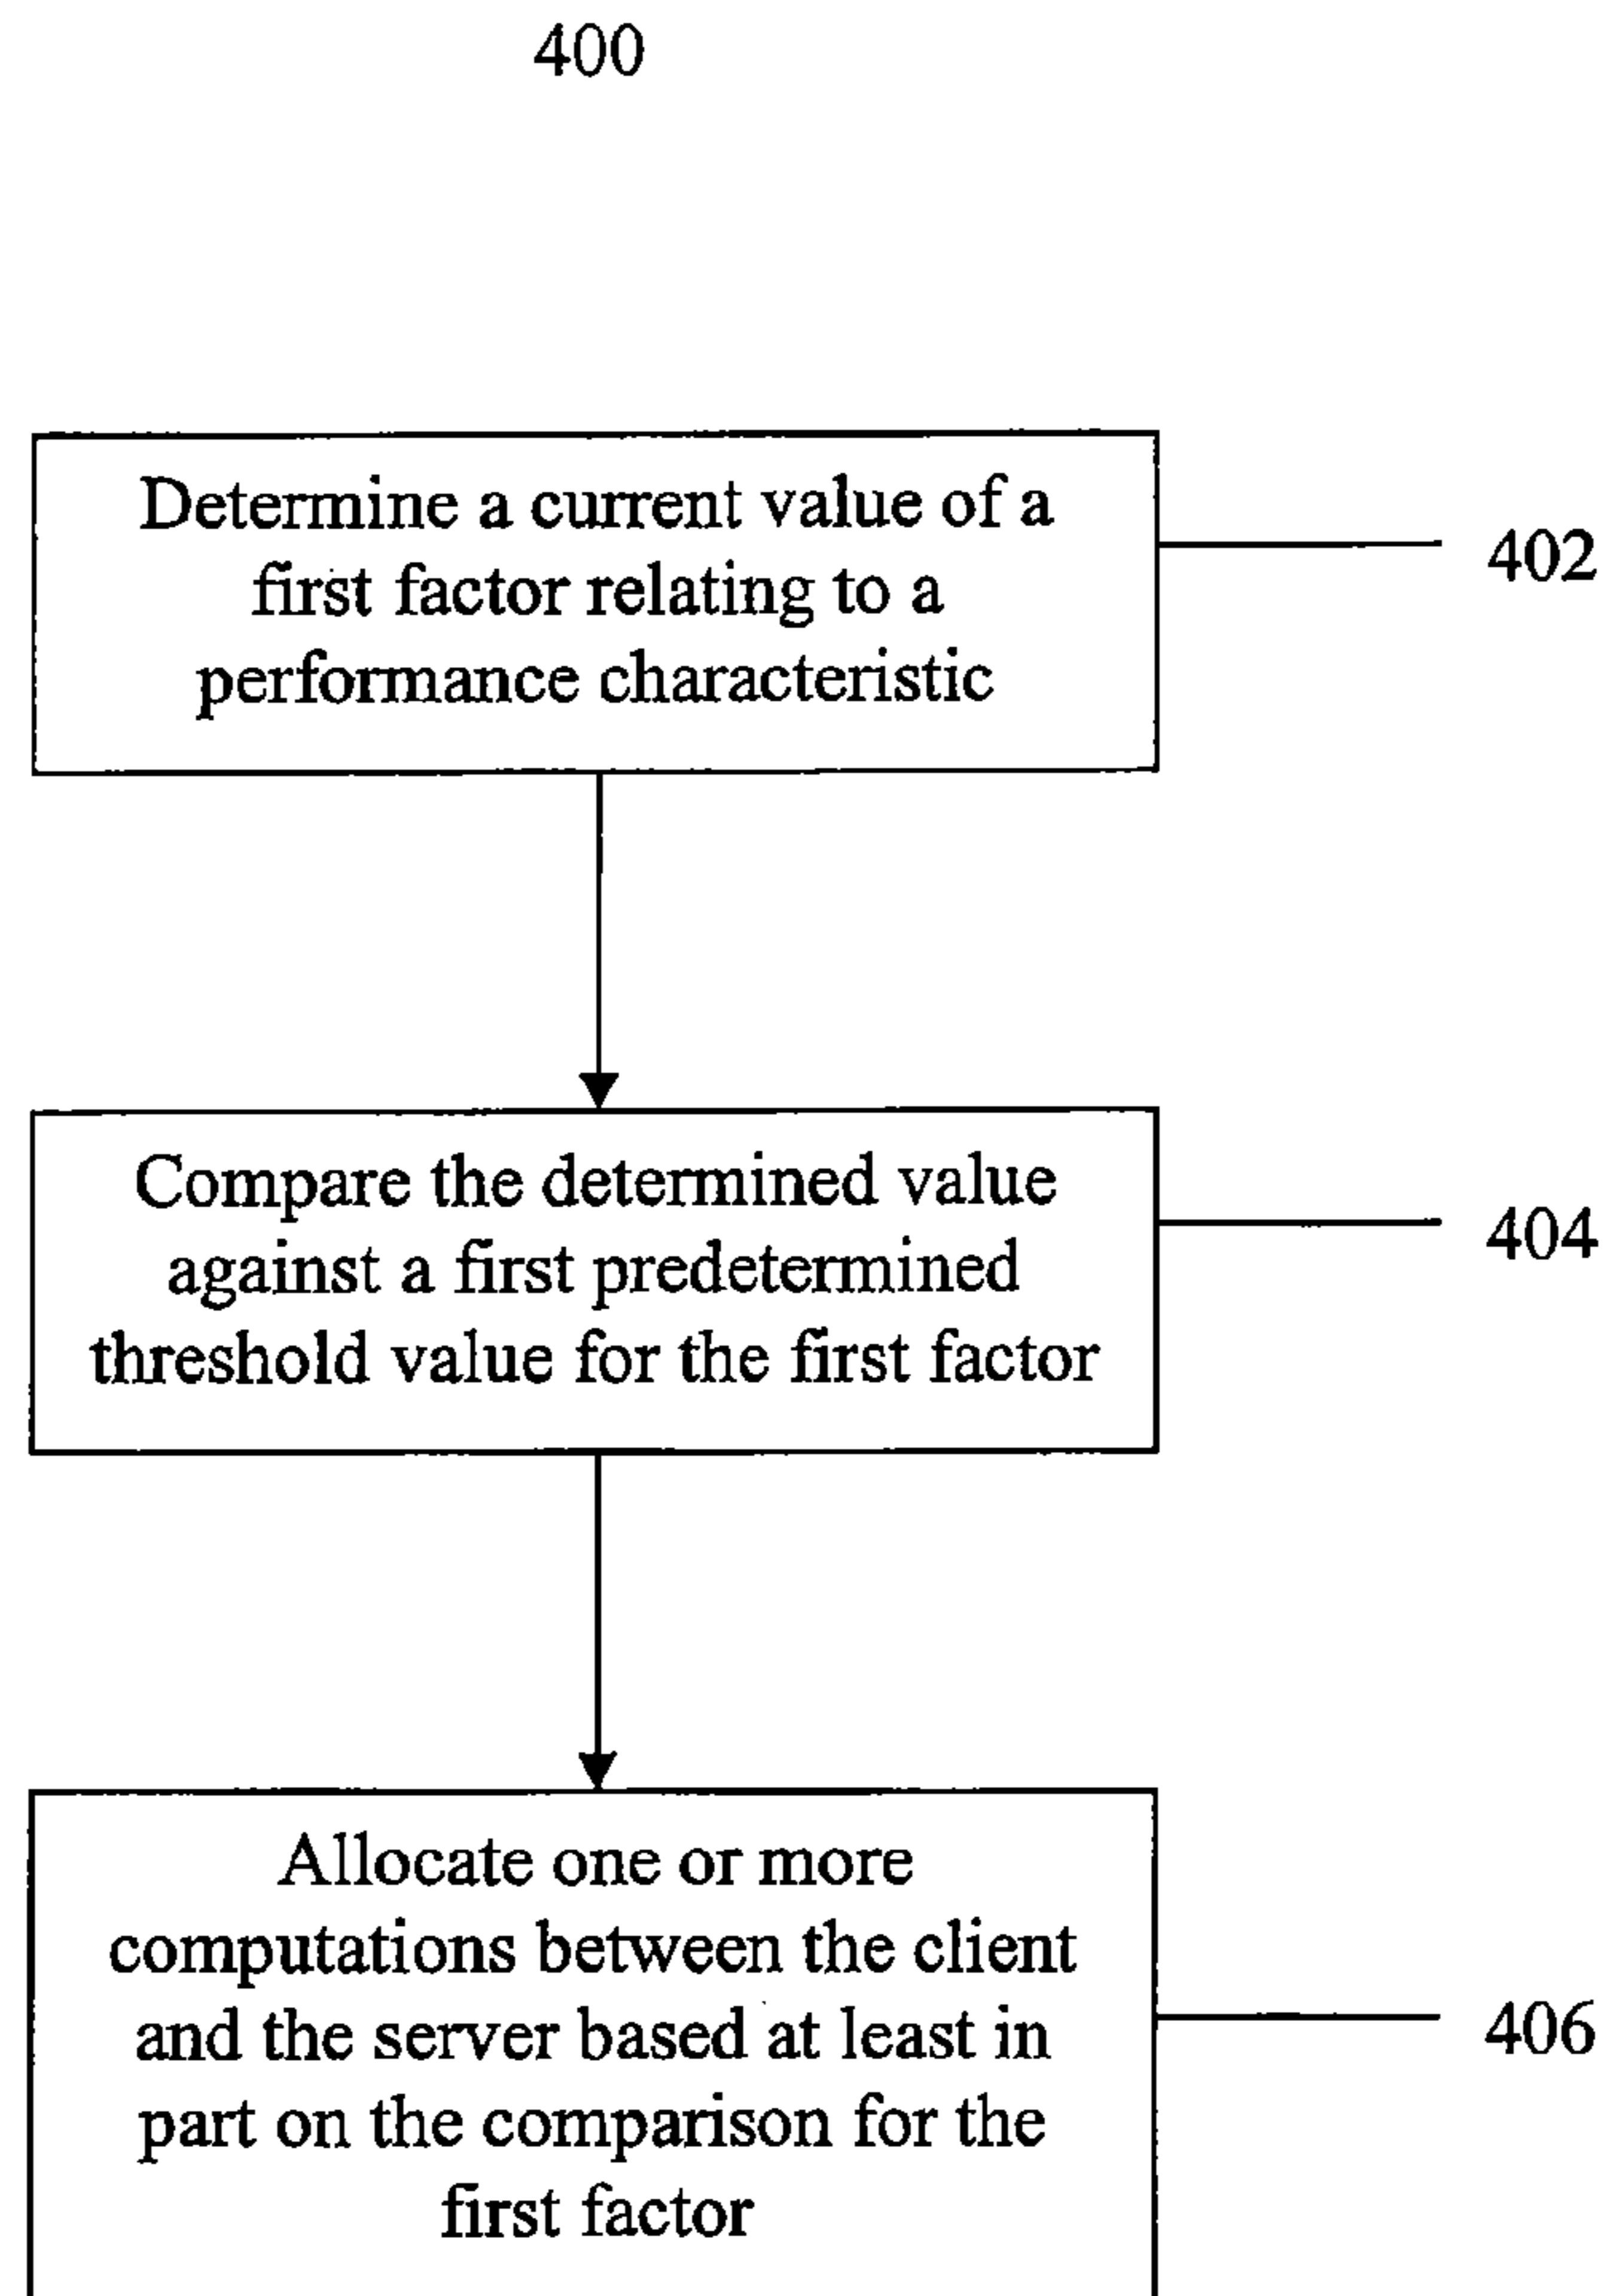 400
Determine a current value of a
first factor relating to a
performance characteristic
402
Compare the determined value
against a first predetermined
threshold value for the first factor
404
Allocate one or more
computations between the client
and the server based at least in
part on the comparison for the
first factor
406